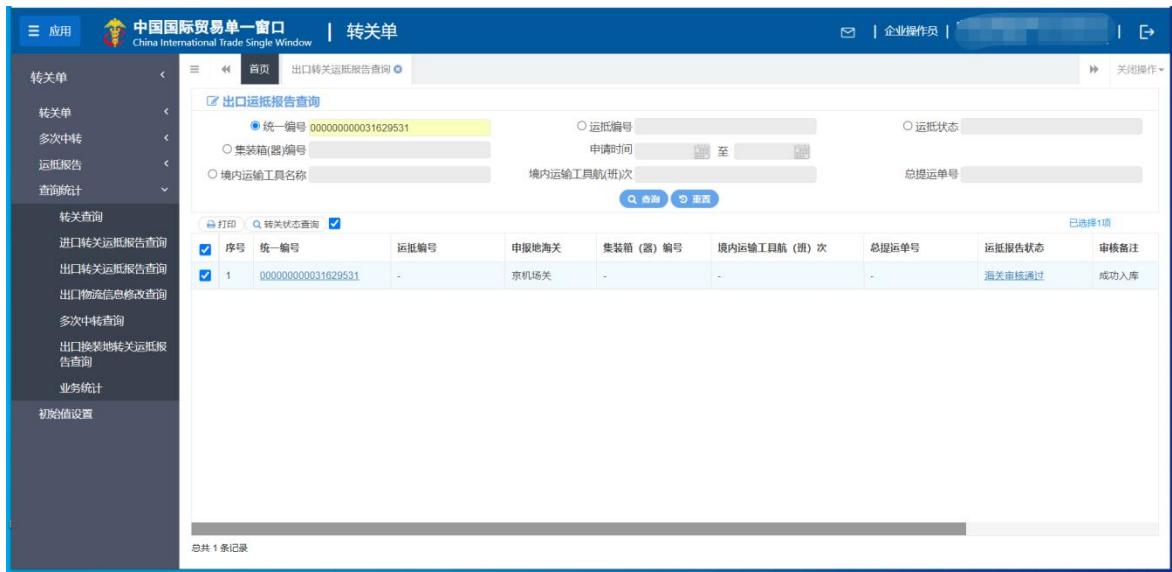 应用
中国国际贸易单一窗口
China International Trade Single Window
转关单
企业操作员
转关单
转关单
多次中转
运抵报告
查询统计
转关查询
进口转关运抵报告查询
出口转关运抵报告查询
出口物流信息修改查询
多次中转查询
出口换装地转关运抵报
告查询
业务统计
初始值设置
首页 出口转关运抵报告查询 关闭操作
出口运抵报告查询
统一编号 000000000031629531 运抵编号 运抵状态
集装箱(器)编号 申请时间 至
境内运输工具名称 境内运输工具航(班)次 总提运单号
查询 重置
打印 转关状态查询 已选择1项
序号 统一编号 运抵编号 申报地海关 集装箱（器）编号 境内运输工具航（班）次 总提运单号 运抵报告状态 审核备注
1 000000000031629531 - 京机场关 - - - 海关审核通过 成功入库
总共 1 条记录